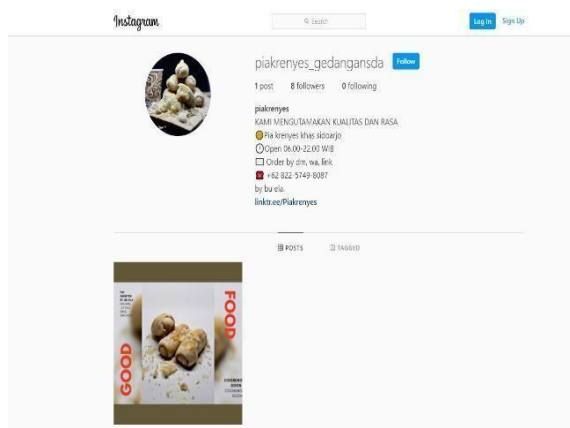 Instagram
Search
Log In
Sign Up
piakrenyes_gedangansda
Follow
1 post 8 followers 0 following
piakrenyes
KAMI MENGUTAMAKAN KUALITAS DAN RASA
Pia krenyes khas sidoarjo
Open 06.00-22.00 WIB
Order by dm, wa, link
+62 822-5749-8087
by bu ela.
linktr.ee/Piakrenyes
POSTS
TAGGED
FOOD
GOOD